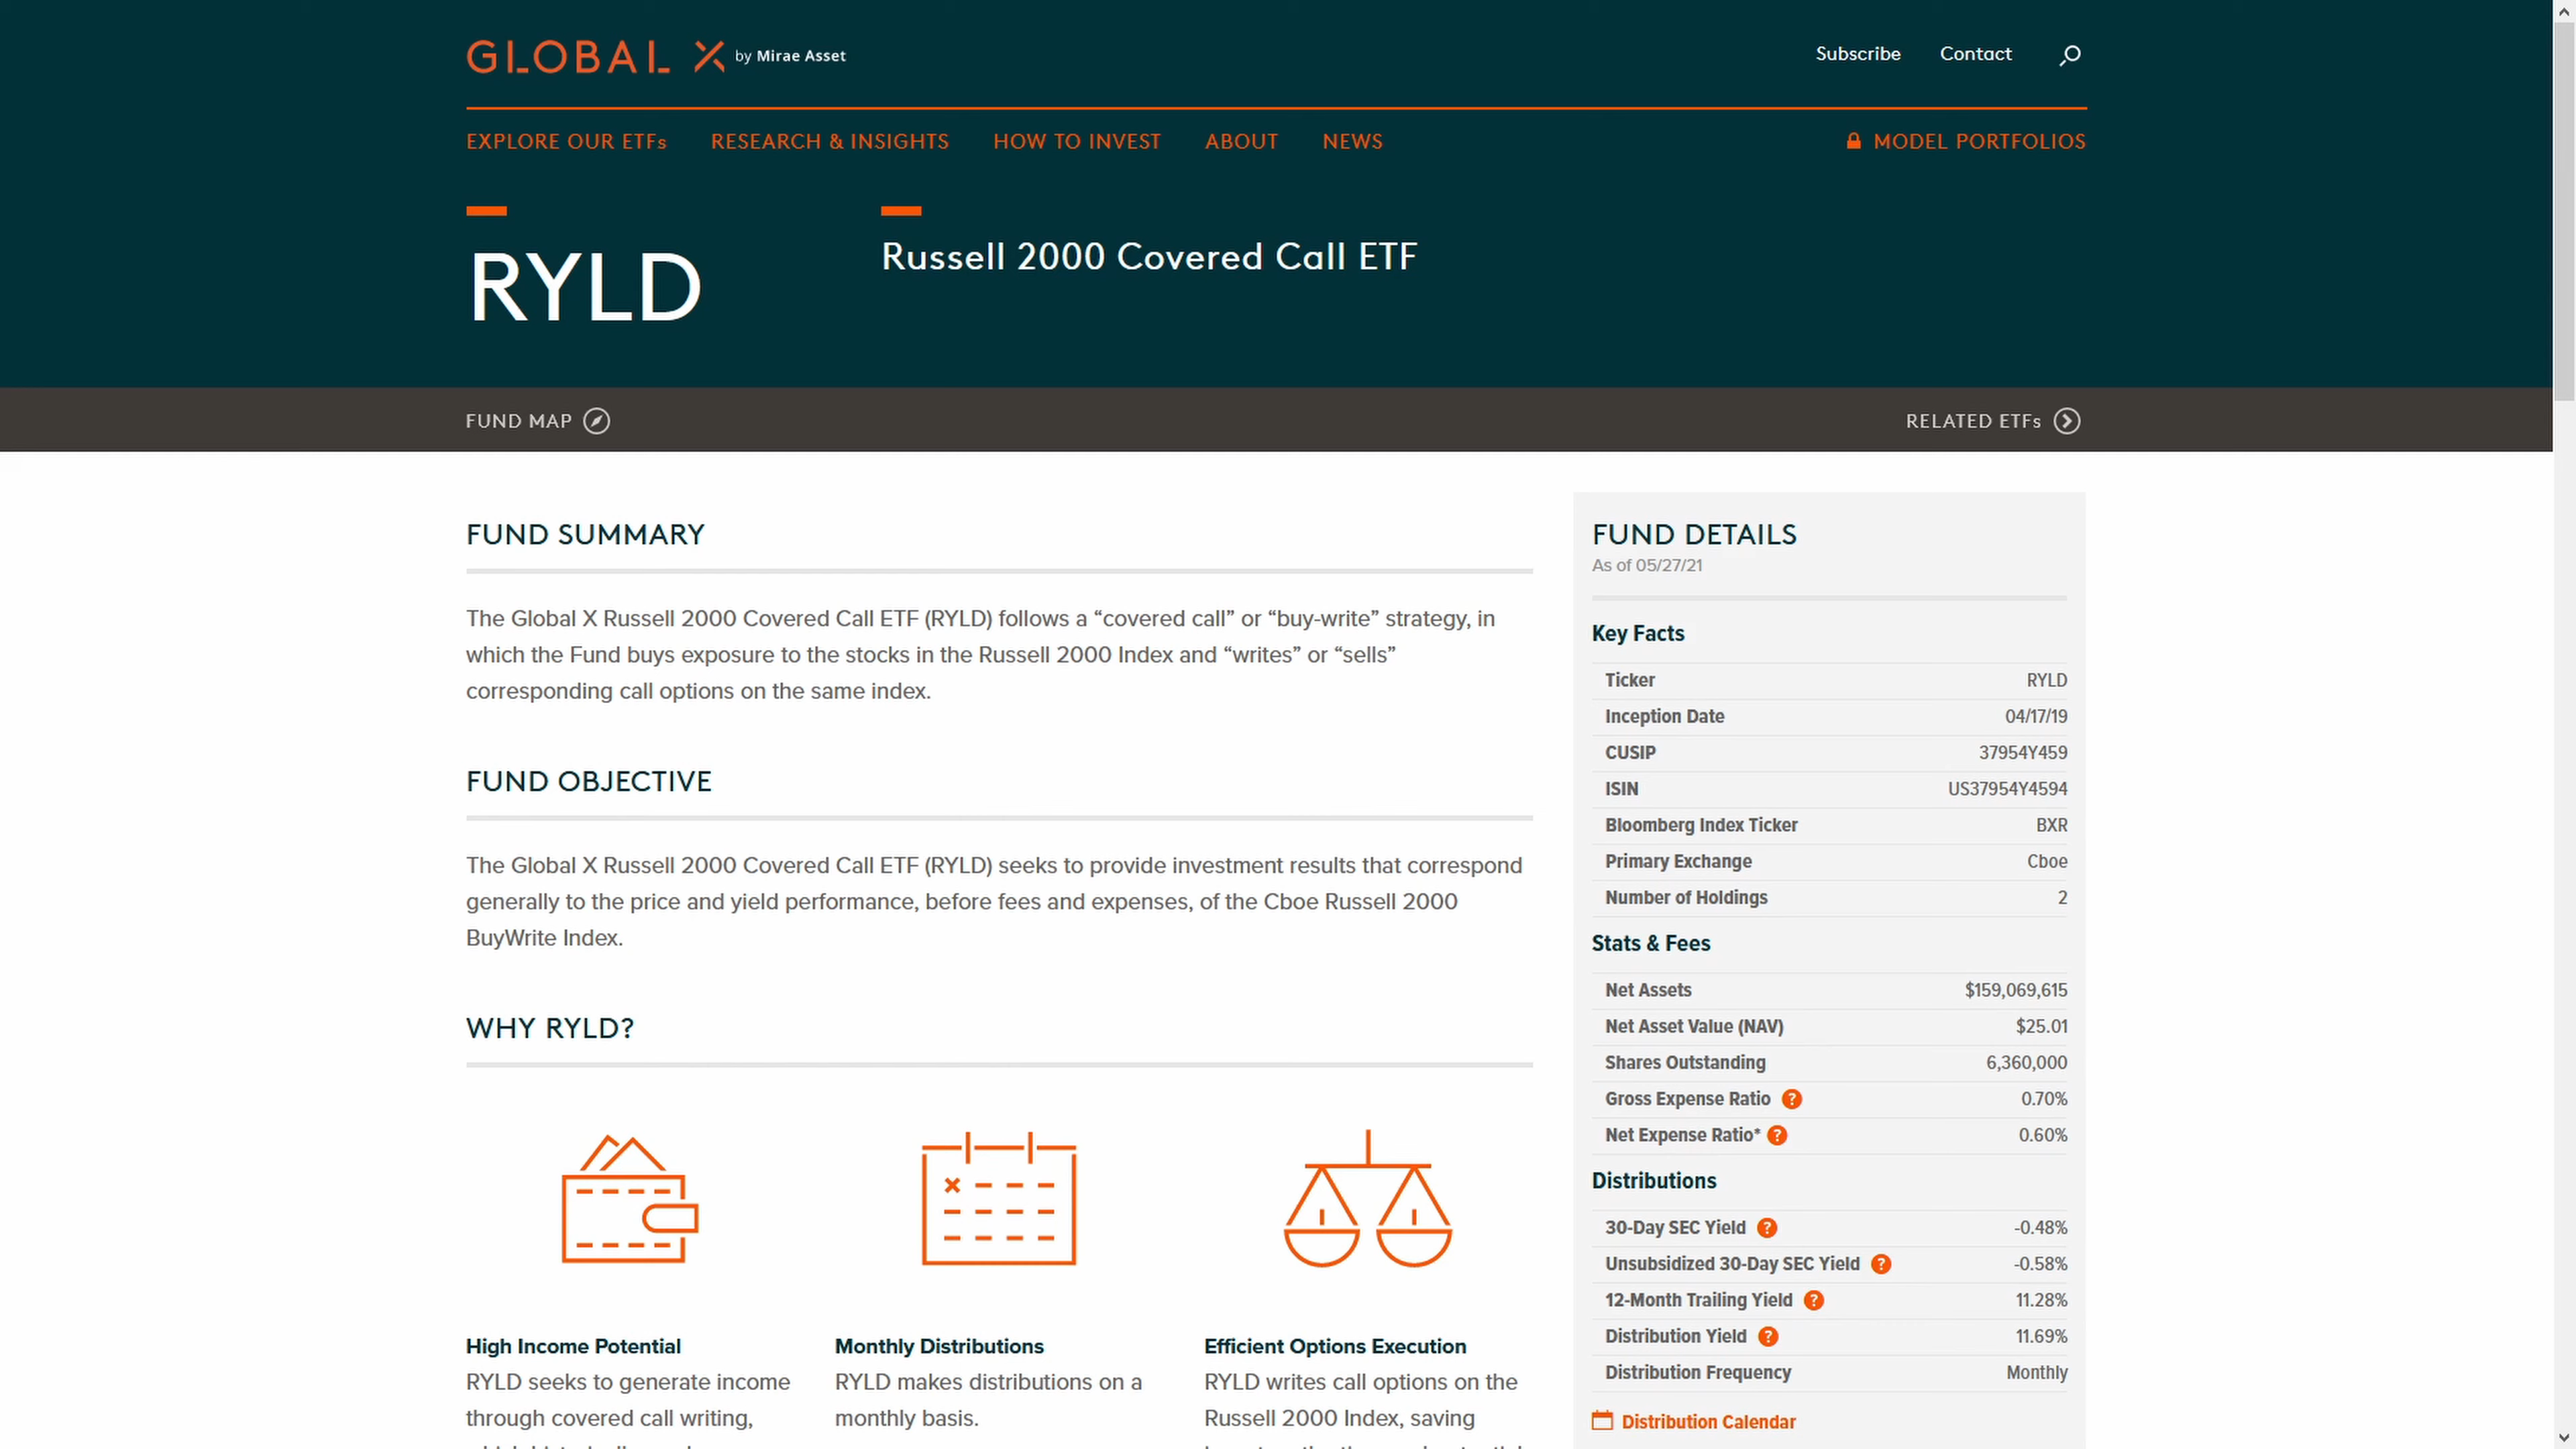 GLOBAL X by Mirae Asset
Subscribe Contact
EXPLORE OUR ETFs RESEARCH & INSIGHTS HOW TO INVEST ABOUT NEWS MODEL PORTFOLIOS
RYLD
Russell 2000 Covered Call ETF
FUND MAP
RELATED ETFs
FUND SUMMARY
The Global X Russell 2000 Covered Call ETF (RYLD) follows a “covered call” or “buy-write” strategy, in
which the Fund buys exposure to the stocks in the Russell 2000 Index and “writes” or “sells”
corresponding call options on the same index.
FUND OBJECTIVE
The Global X Russell 2000 Covered Call ETF (RYLD) seeks to provide investment results that correspond
generally to the price and yield performance, before fees and expenses, of the Cboe Russell 2000
BuyWrite Index.
WHY RYLD?
High Income Potential
RYLD seeks to generate income
through covered call writing,
Monthly Distributions
RYLD makes distributions on a
monthly basis.
Efficient Options Execution
RYLD writes call options on the
Russell 2000 Index, saving
FUND DETAILS
As of 05/27/21
Key Facts
Ticker RYLD
Inception Date 04/17/19
CUSIP 37954Y459
ISIN US37954Y4594
Bloomberg Index Ticker BXR
Primary Exchange Cboe
Number of Holdings 2
Stats & Fees
Net Assets $159,069,615
Net Asset Value (NAV) $25.01
Shares Outstanding 6,360,000
Gross Expense Ratio ? 0.70%
Net Expense Ratio* ? 0.60%
Distributions
30-Day SEC Yield ? -0.48%
Unsubsidized 30-Day SEC Yield ? -0.58%
12-Month Trailing Yield ? 11.28%
Distribution Yield ? 11.69%
Distribution Frequency Monthly
Distribution Calendar